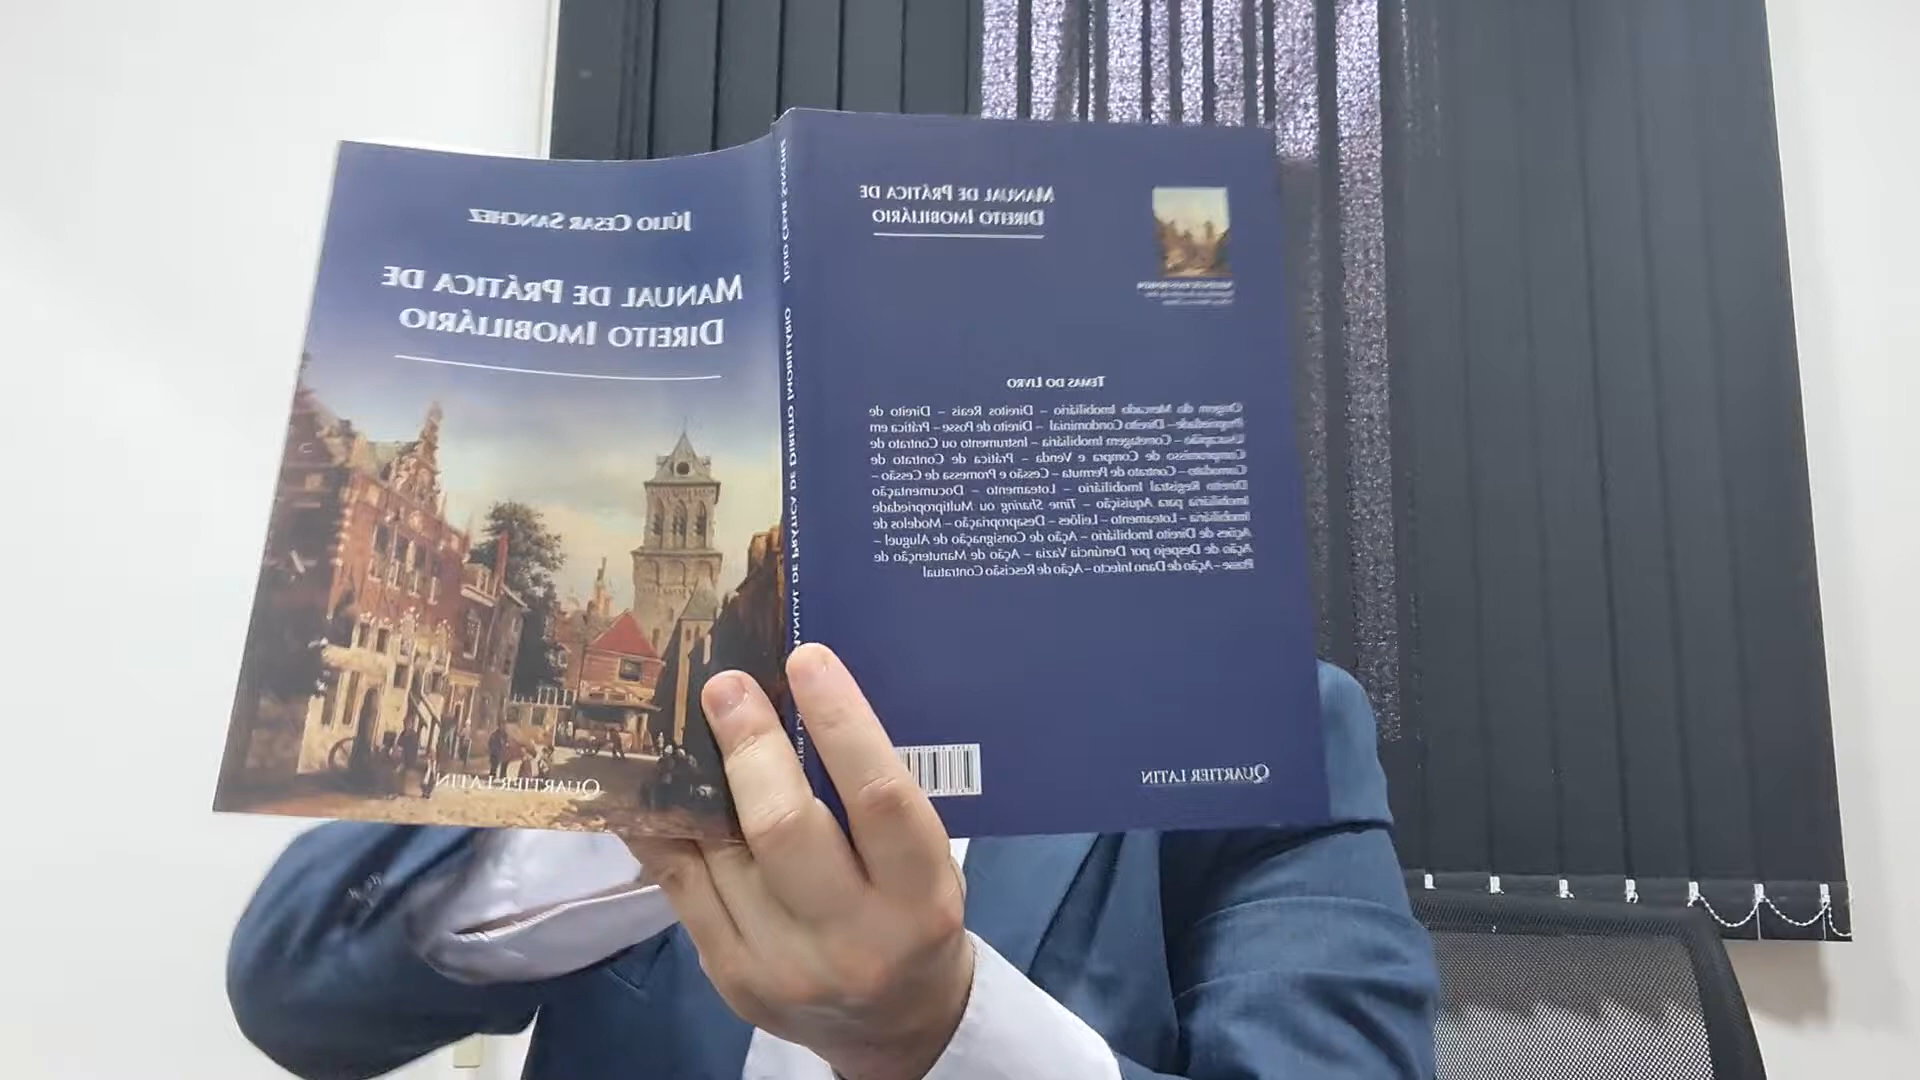 JÚLIO CESAR SANCHEZ
MANUAL DE PRÁTICA DE
DIREITO IMOBILIÁRIO
QUARTIER LATIN
MANUAL DE PRÁTICA DE DIREITO IMOBILIÁRIO JÚLIO CESAR SANCHEZ
MANUAL DE PRÁTICA DE
DIREITO IMOBILIÁRIO
TEMAS DO LIVRO
Origem do Mercado Imobiliário – Direitos Reais – Direito de
Propriedade – Direito Condominial – Direito de Posse – Prática em
Usucapião – Corretagem Imobiliária – Instrumento ou Contrato de
Compromisso de Compra e Venda – Prática de Contrato de
Comodato – Contrato de Permuta – Cessão e Promessa de Cessão –
Direito Registral Imobiliário – Loteamento – Documentação
Imobiliária para Aquisição – Time Sharing ou Multipropriedade
Imobiliária – Loteamento – Leilões – Desapropriação – Modelos de
Ações de Direito Imobiliário – Ação de Consignação de Aluguel –
Ação de Despejo por Denúncia Vazia – Ação de Manutenção de
Posse – Ação de Dano Infecto – Ação de Rescisão Contratual
QUARTIER LATIN